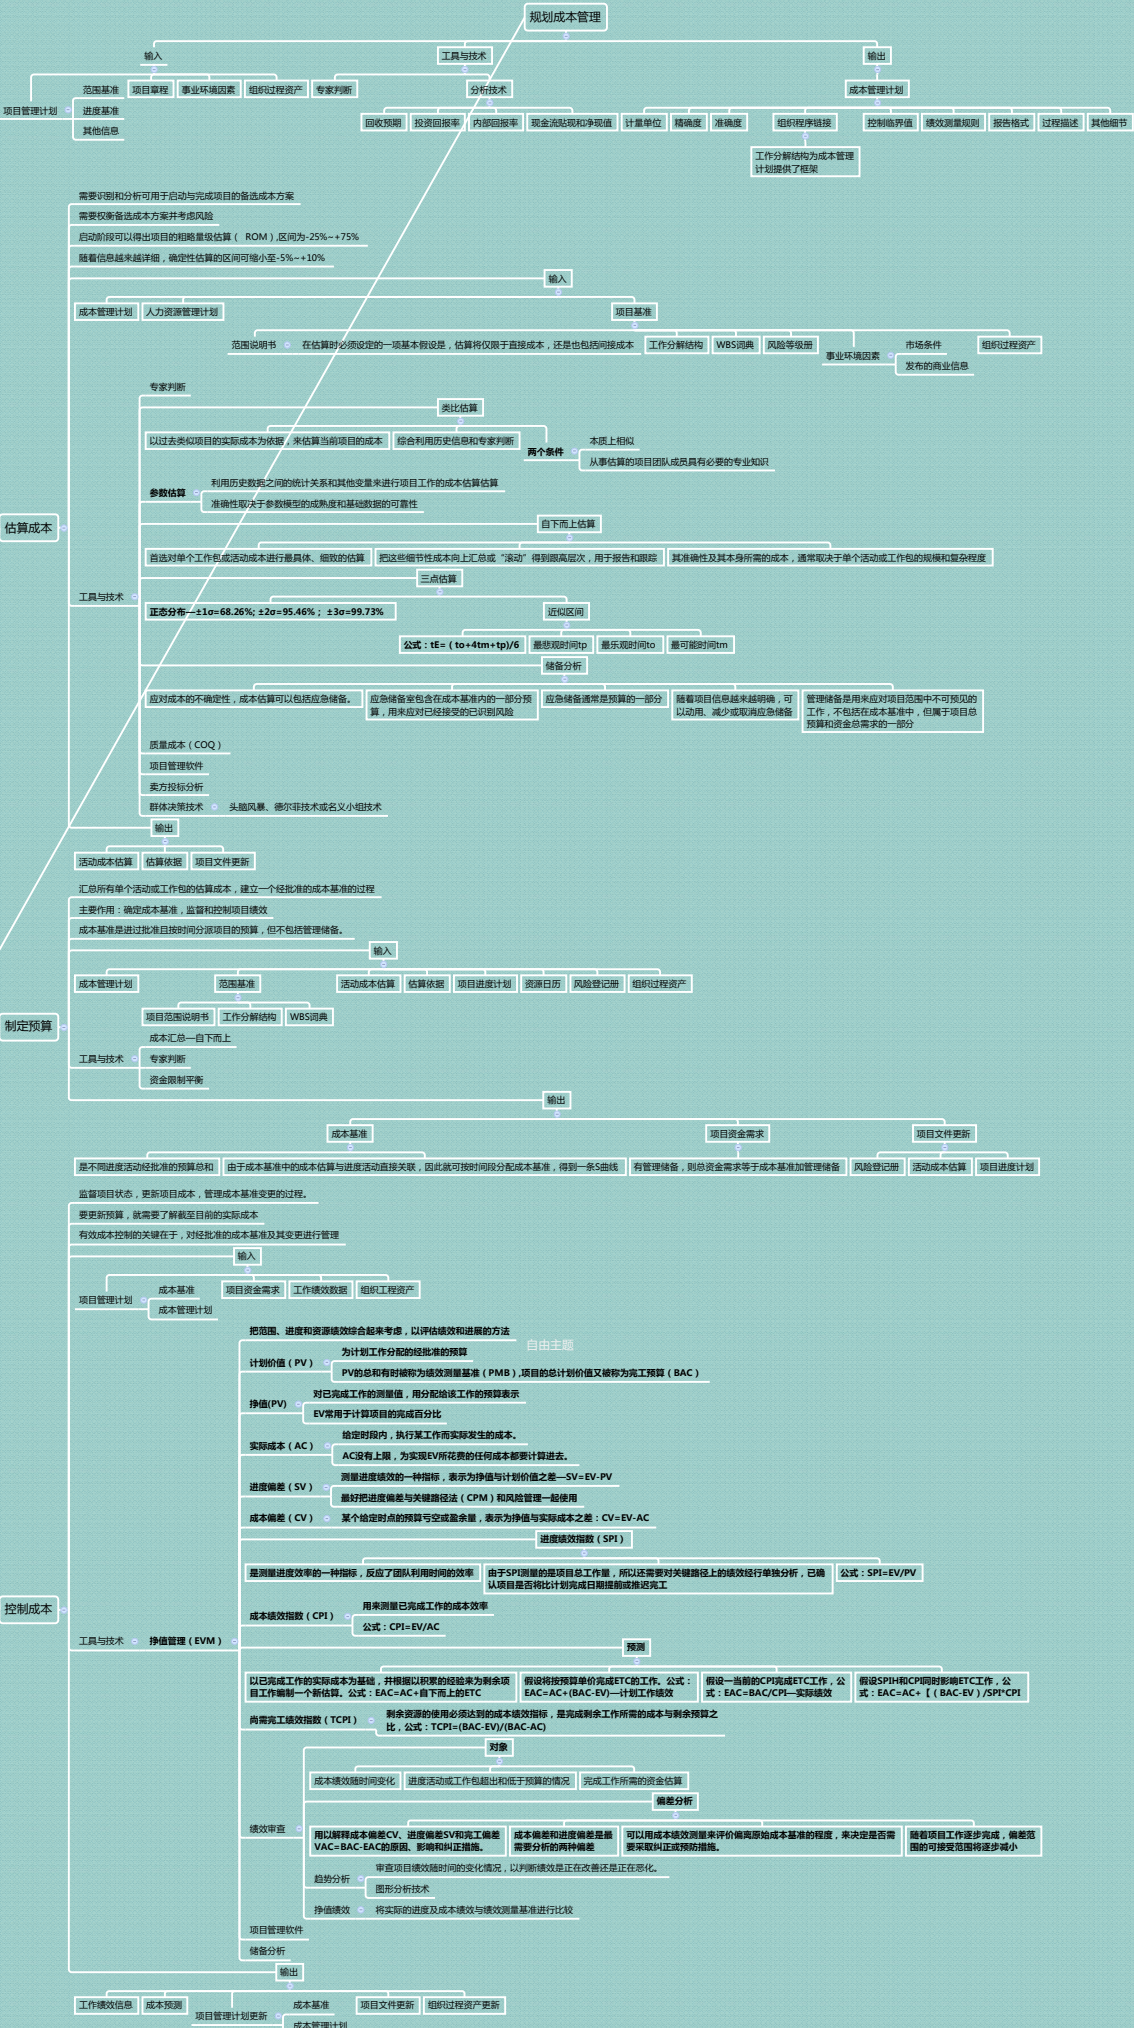 规划成本管理
输入
工具与技术
输出
项目管理计划
范围基准
进度基准
其他信息
项目章程
事业环境因素
组织过程资产
专家判断
分析技术
成本管理计划
回收预期
投资回报率
内部回报率
现金流贴现和净现值
计量单位
精确度
准确度
组织程序链接
控制临界值
绩效测量规则
报告格式
过程描述
其他细节
工作分解结构为成本管理
计划提供了框架
估算成本
需要识别和分析可用于启动与完成项目的备选成本方案
需要权衡备选成本方案并考虑风险
启动阶段可以得出项目的粗略量级估算（ ROM）,区间为-25%~+75%
随着信息越来越详细，确定性估算的区间可缩小至-5%~+10%
输入
成本管理计划
人力资源管理计划
项目基准
范围说明书
在估算时必须设定的一项基本假设是，估算将仅限于直接成本，还是也包括间接成本
工作分解结构
WBS词典
风险等级册
事业环境因素
市场条件
发布的商业信息
组织过程资产
工具与技术
专家判断
类比估算
以过去类似项目的实际成本为依据，来估算当前项目的成本
综合利用历史信息和专家判断
两个条件
本质上相似
从事估算的项目团队成员具有必要的专业知识
参数估算
利用历史数据之间的统计关系和其他变量来进行项目工作的成本估算估算
准确性取决于参数模型的成熟度和基础数据的可靠性
自下而上估算
首选对单个工作包或活动成本进行最具体、细致的估算
把这些细节性成本向上汇总或“滚动”得到跟高层次，用于报告和跟踪
其准确性及其本身所需的成本，通常取决于单个活动或工作包的规模和复杂程度
三点估算
正态分布—±1σ=68.26%; ±2σ=95.46%； ±3σ=99.73%
近似区间
公式：tE=（to+4tm+tp)/6
最悲观时间tp
最乐观时间to
最可能时间tm
储备分析
应对成本的不确定性，成本估算可以包括应急储备。
应急储备室包含在成本基准内的一部分预
算，用来应对已经接受的已识别风险
应急储备通常是预算的一部分
随着项目信息越来越明确，可
以动用、减少或取消应急储备
管理储备是用来应对项目范围中不可预见的
工作，不包括在成本基准中，但属于项目总
预算和资金总需求的一部分
质量成本（COQ）
项目管理软件
卖方投标分析
群体决策技术
头脑风暴、德尔菲技术或名义小组技术
输出
活动成本估算
估算依据
项目文件更新
制定预算
汇总所有单个活动或工作包的估算成本，建立一个经批准的成本基准的过程
主要作用：确定成本基准，监督和控制项目绩效
成本基准是进过批准且按时间分派项目的预算，但不包括管理储备。
输入
成本管理计划
范围基准
活动成本估算
估算依据
项目进度计划
资源日历
风险登记册
组织过程资产
项目范围说明书
工作分解结构
WBS词典
工具与技术
成本汇总—自下而上
专家判断
资金限制平衡
输出
成本基准
项目资金需求
项目文件更新
是不同进度活动经批准的预算总和
由于成本基准中的成本估算与进度活动直接关联，因此就可按时间段分配成本基准，得到一条S曲线
有管理储备，则总资金需求等于成本基准加管理储备
风险登记册
活动成本估算
项目进度计划
控制成本
监督项目状态，更新项目成本，管理成本基准变更的过程。
要更新预算，就需要了解截至目前的实际成本
有效成本控制的关键在于，对经批准的成本基准及其变更进行管理
输入
项目管理计划
成本基准
成本管理计划
项目资金需求
工作绩效数据
组织工程资产
工具与技术
挣值管理（EVM）
把范围、进度和资源绩效综合起来考虑，以评估绩效和进展的方法
自由主题
计划价值（PV）
为计划工作分配的经批准的预算
PV的总和有时被称为绩效测量基准（PMB）,项目的总计划价值又被称为完工预算（BAC）
挣值(PV)
对已完成工作的测量值，用分配给该工作的预算表示
EV常用于计算项目的完成百分比
实际成本（AC）
给定时段内，执行某工作而实际发生的成本。
AC没有上限，为实现EV所花费的任何成本都要计算进去。
进度偏差（SV）
测量进度绩效的一种指标，表示为挣值与计划价值之差—SV=EV-PV
最好把进度偏差与关键路径法（CPM）和风险管理一起使用
成本偏差（CV）
某个给定时点的预算亏空或盈余量，表示为挣值与实际成本之差：CV=EV-AC
进度绩效指数（SPI）
是测量进度效率的一种指标，反应了团队利用时间的效率
由于SPI测量的是项目总工作量，所以还需要对关键路径上的绩效经行单独分析，已确
认项目是否将比计划完成日期提前或推迟完工
公式：SPI=EV/PV
成本绩效指数（CPI）
用来测量已完成工作的成本效率
公式：CPI=EV/AC
预测
以已完成工作的实际成本为基础，并根据以积累的经验来为剩余项
目工作编制一个新估算。公式：EAC=AC+自下而上的ETC
假设将按预算单价完成ETC的工作。公式：
EAC=AC+(BAC-EV)—计划工作绩效
假设一当前的CPI完成ETC工作，公
式：EAC=BAC/CPI—实际绩效
假设SPIH和CPI同时影响ETC工作，公
式：EAC=AC+【（BAC-EV）/SPI*CPI
尚需完工绩效指数（TCPI）
剩余资源的使用必须达到的成本绩效指标，是完成剩余工作所需的成本与剩余预算之
比，公式：TCPI=(BAC-EV)/(BAC-AC)
绩效审查
对象
成本绩效随时间变化
进度活动或工作包超出和低于预算的情况
完成工作所需的资金估算
偏差分析
用以解释成本偏差CV、进度偏差SV和完工偏差
VAC=BAC-EAC的原因、影响和纠正措施。
成本偏差和进度偏差是最
需要分析的两种偏差
可以用成本绩效测量来评价偏离原始成本基准的程度，来决定是否需
要采取纠正或预防措施。
随着项目工作逐步完成，偏差范
围的可接受范围将逐步减小
趋势分析
审查项目绩效随时间的变化情况，以判断绩效是正在改善还是正在恶化。
图形分析技术
挣值绩效
将实际的进度及成本绩效与绩效测量基准进行比较
项目管理软件
储备分析
输出
工作绩效信息
成本预测
项目管理计划更新
成本基准
成本管理计划
项目文件更新
组织过程资产更新